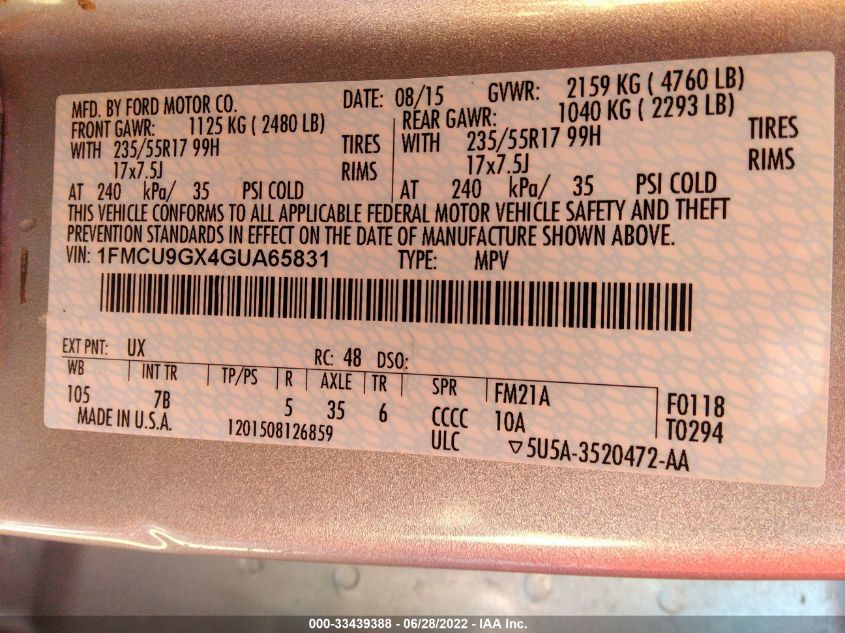 MFD. BY FORD MOTOR CO. DATE: 08/15 GVWR: 2159 KG ( 4760 LB)
FRONT GAWR: 1125 KG ( 2480 LB) REAR GAWR: 1040 KG ( 2293 LB)
WITH 235/55R17 99H TIRES WITH 235/55R17 99H TIRES
17x7.5J RIMS 17x7.5J RIMS
AT 240 kPa/ 35 PSI COLD AT 240 kPa/ 35 PSI COLD
THIS VEHICLE CONFORMS TO ALL APPLICABLE FEDERAL MOTOR VEHICLE SAFETY AND THEFT
PREVENTION STANDARDS IN EFFECT ON THE DATE OF MANUFACTURE SHOWN ABOVE.
VIN: 1FMCU9GX4GUA65831 TYPE: MPV
EXT PNT: UX RC: 48 DSO:
WB INT TR TP/PS R AXLE TR SPR FM21A F0118
105 7B 5 35 6 CCCC 10A T0294
MADE IN U.S.A. 1201508126859 ULC ▽5U5A-3520472-AA
000-33439388 - 06/28/2022 - IAA Inc.